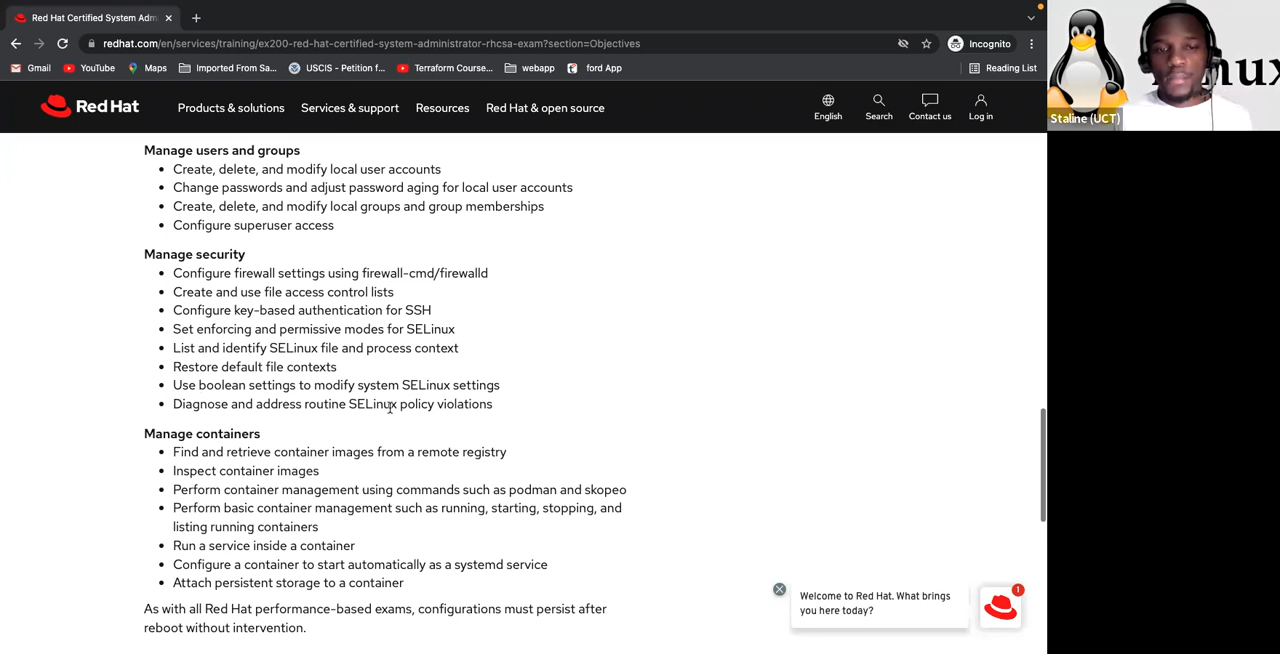 Red Hat Certified System Adm
redhat.com/en/services/training/ex200-red-hat-certified-system-administrator-rhcsa-exam?section=Objectives
Incognito
Gmail
YouTube
Maps
Imported From Sa...
USCIS - Petition f...
Terraform Course...
webapp
ford App
Reading List
Red Hat
Products & solutions
Services & support
Resources
Red Hat & open source
English
Search
Contact us
Log in
nux
Staline (UCT)
Manage users and groups
Create, delete, and modify local user accounts
Change passwords and adjust password aging for local user accounts
Create, delete, and modify local groups and group memberships
Configure superuser access
Manage security
Configure firewall settings using firewall-cmd/firewalld
Create and use file access control lists
Configure key-based authentication for SSH
Set enforcing and permissive modes for SELinux
List and identify SELinux file and process context
Restore default file contexts
Use boolean settings to modify system SELinux settings
Diagnose and address routine SELinux policy violations
Manage containers
Find and retrieve container images from a remote registry
Inspect container images
Perform container management using commands such as podman and skopeo
Perform basic container management such as running, starting, stopping, and
listing running containers
Run a service inside a container
Configure a container to start automatically as a systemd service
Attach persistent storage to a container
As with all Red Hat performance-based exams, configurations must persist after
reboot without intervention.
Welcome to Red Hat. What brings
you here today?
1